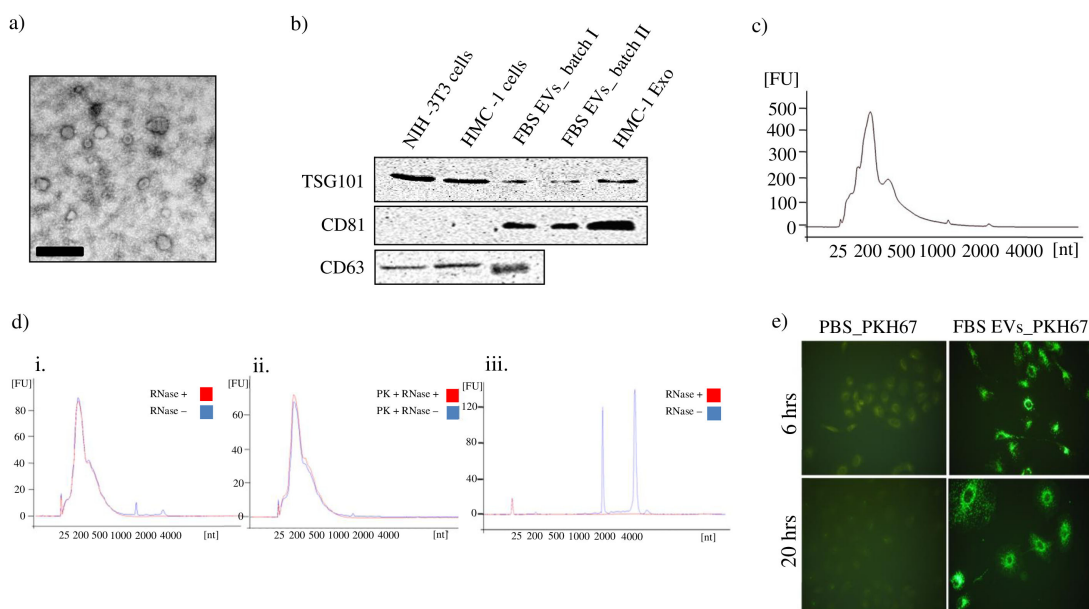 a)
b)
NIH -3T3 cells
HMC -1 cells
FBS EVs_ batch I
FBS EVs_ batch II
HMC-1 Exo
TSG101
CD81
CD63
c)
[FU]
500
400
300
200
100
0
25 200 500 1000 2000 4000 [nt]
d)
i.
[FU]
RNase +
RNase –
80
60
40
20
0
25 200 500 1000 2000 4000 [nt]
ii.
[FU]
PK + RNase +
PK + RNase –
80
60
40
20
0
25 200 500 1000 2000 4000 [nt]
iii.
[FU]
RNase +
RNase –
120
80
40
0
25 200 500 1000 2000 4000 [nt]
e)
PBS_PKH67 FBS EVs_PKH67
6 hrs
20 hrs